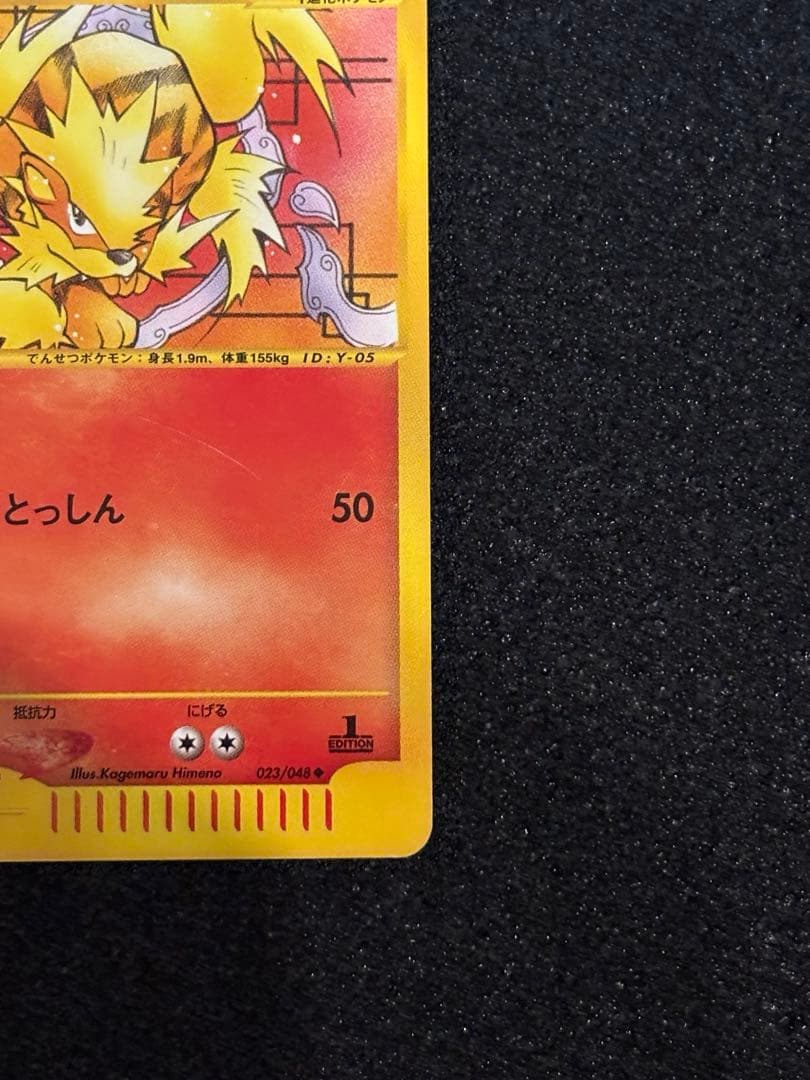 でんせつポケモン：身長1.9m、体重155kg ID:Y-05
とっしん 50
抵抗力 にげる
1
EDITION
Illus.Kagemaru Himeno 023/048 ◆